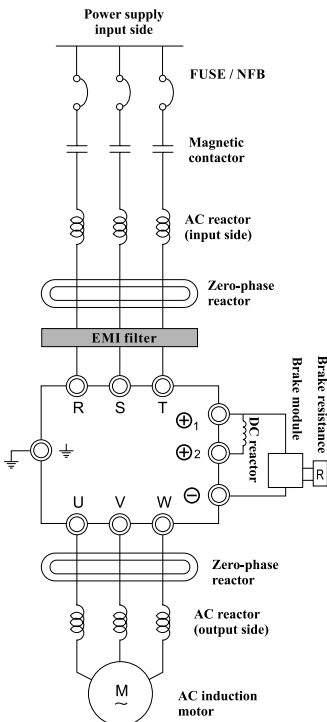 Power supply
input side
FUSE / NFB
Magnetic
contactor
AC reactor
(input side)
Zero-phase
reactor
EMI filter
R S T
⊕1
⊕2
⊖
DC reactor
Brake module
Brake resistance
R
U V W
Zero-phase
reactor
AC reactor
(output side)
M
~
AC induction
motor